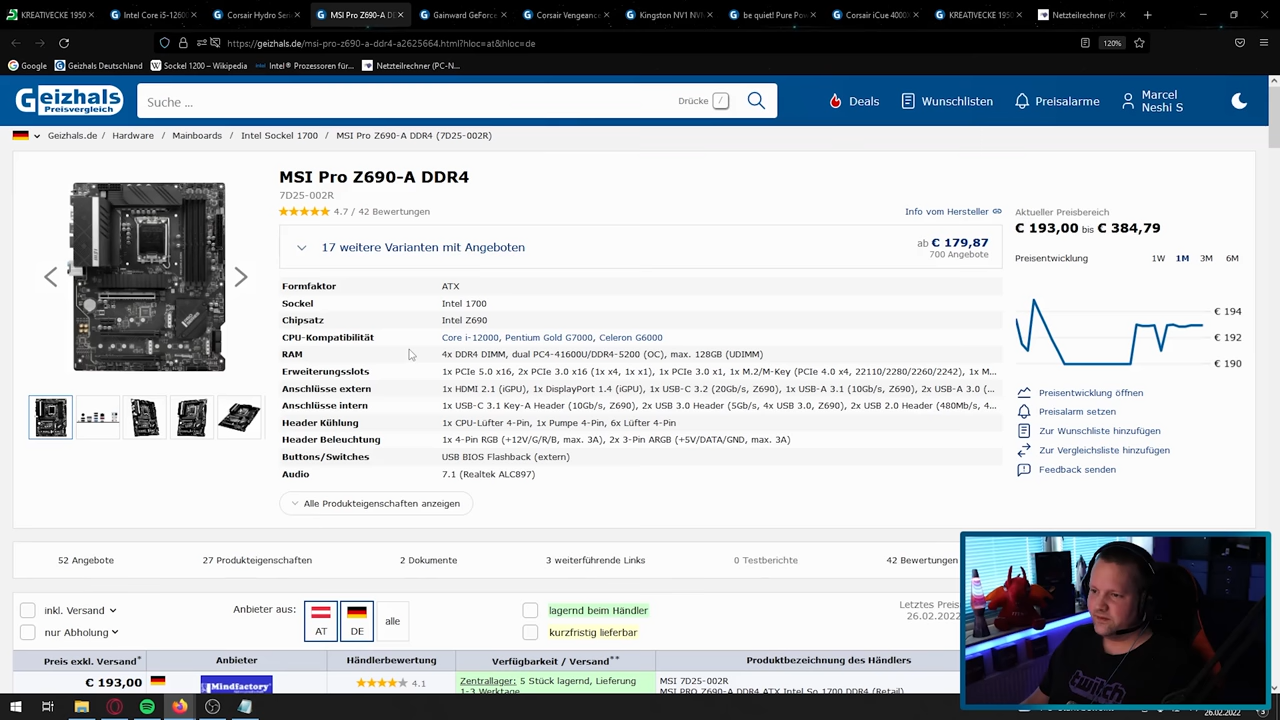 KREATIVECKE 1950
Intel Core i5-1260
Corsair Hydro Seri
MSI Pro Z690-A DD
Gainward GeForce
Corsair Vengeance
Kingston NV1 NVM
be quiet! Pure Pow
Corsair iCue 4000X
KREATIVECKE 195
Netzteilrechner (PC
https://geizhals.de/msi-pro-z690-a-ddr4-a2625664.html?hloc=at&hloc=de
120%
Google
Geizhals Deutschland
Sockel 1200 – Wikipedia
Intel® Prozessoren für...
Netzteilrechner (PC-N...
Geizhals
Preisvergleich
Suche ...
Drücke /
Deals
Wunschlisten
Preisalarme
Marcel
Neshi S
Geizhals.de / Hardware / Mainboards / Intel Sockel 1700 / MSI Pro Z690-A DDR4 (7D25-002R)
MSI Pro Z690-A DDR4
7D25-002R
4.7 / 42 Bewertungen
Info vom Hersteller
17 weitere Varianten mit Angeboten
ab € 179,87
700 Angebote
Formfaktor ATX
Sockel Intel 1700
Chipsatz Intel Z690
CPU-Kompatibilität Core i-12000, Pentium Gold G7000, Celeron G6000
RAM 4x DDR4 DIMM, dual PC4-41600U/DDR4-5200 (OC), max. 128GB (UDIMM)
Erweiterungsslots 1x PCIe 5.0 x16, 2x PCIe 3.0 x16 (1x x4, 1x x1), 1x PCIe 3.0 x1, 1x M.2/M-Key (PCIe 4.0 x4, 22110/2280/2260/2242), 1x M...
Anschlüsse extern 1x HDMI 2.1 (iGPU), 1x DisplayPort 1.4 (iGPU), 1x USB-C 3.2 (20Gb/s, Z690), 1x USB-A 3.1 (10Gb/s, Z690), 2x USB-A 3.0 (...
Anschlüsse intern 1x USB-C 3.1 Key-A Header (10Gb/s, Z690), 2x USB 3.0 Header (5Gb/s, 4x USB 3.0, Z690), 2x USB 2.0 Header (480Mb/s, 4...
Header Kühlung 1x CPU-Lüfter 4-Pin, 1x Pumpe 4-Pin, 6x Lüfter 4-Pin
Header Beleuchtung 1x 4-Pin RGB (+12V/G/R/B, max. 3A), 2x 3-Pin ARGB (+5V/DATA/GND, max. 3A)
Buttons/Switches USB BIOS Flashback (extern)
Audio 7.1 (Realtek ALC897)
Alle Produkteigenschaften anzeigen
Aktueller Preisbereich
€ 193,00 bis € 384,79
Preisentwicklung 1W 1M 3M 6M
€ 194
€ 192
€ 190
Preisentwicklung öffnen
Preisalarm setzen
Zur Wunschliste hinzufügen
Zur Vergleichsliste hinzufügen
Feedback senden
52 Angebote
27 Produkteigenschaften
2 Dokumente
3 weiterführende Links
0 Testberichte
42 Bewertungen
inkl. Versand
nur Abholung
Anbieter aus:
AT
DE
alle
lagernd beim Händler
kurzfristig lieferbar
Letztes Preis
26.02.2022
Preis exkl. Versand*
Anbieter
Händlerbewertung
Verfügbarkeit / Versand**
Produktbezeichnung des Händlers
€ 193,00
Mindfactory
4.1
Zentrallager: 5 Stück lagernd, Lieferung
1-3 Werktage
MSI 7D25-002R
MSI PRO Z690-A DDR4 ATX Intel So 1700 DDR4 (Retail)
twitch
26.02.2022